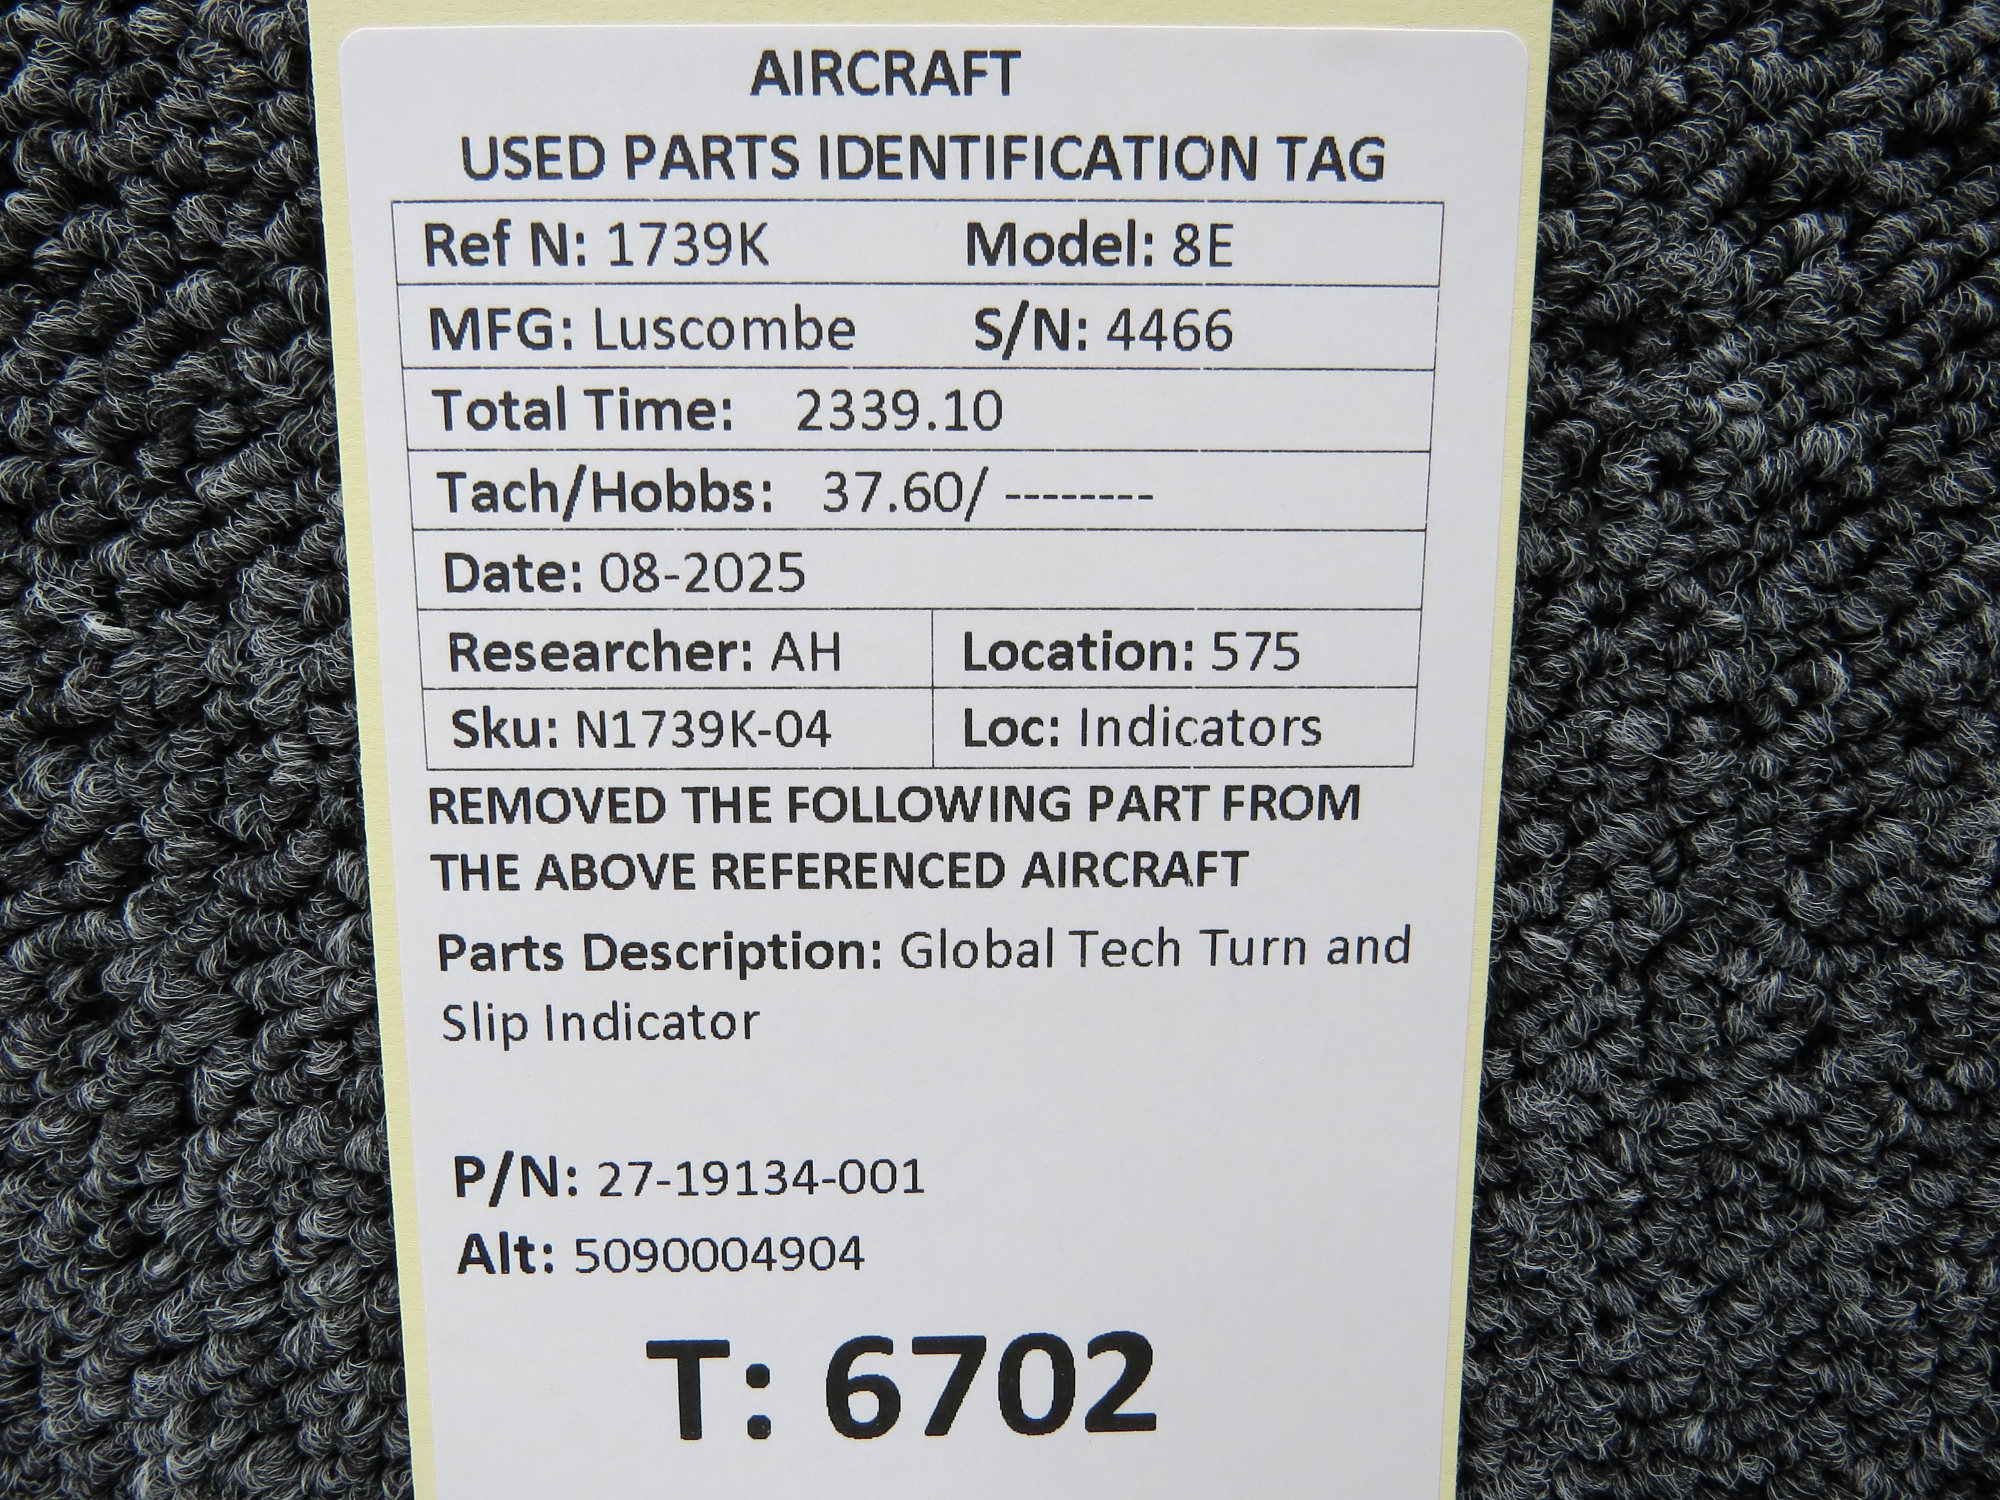 AIRCRAFT
USED PARTS IDENTIFICATION TAG
Ref N: 1739K Model: 8E
MFG: Luscombe S/N: 4466
Total Time: 2339.10
Tach/Hobbs: 37.60/ --------
Date: 08-2025
Researcher: AH Location: 575
Sku: N1739K-04 Loc: Indicators
REMOVED THE FOLLOWING PART FROM
THE ABOVE REFERENCED AIRCRAFT
Parts Description: Global Tech Turn and
Slip Indicator
P/N: 27-19134-001
Alt: 5090004904
T: 6702